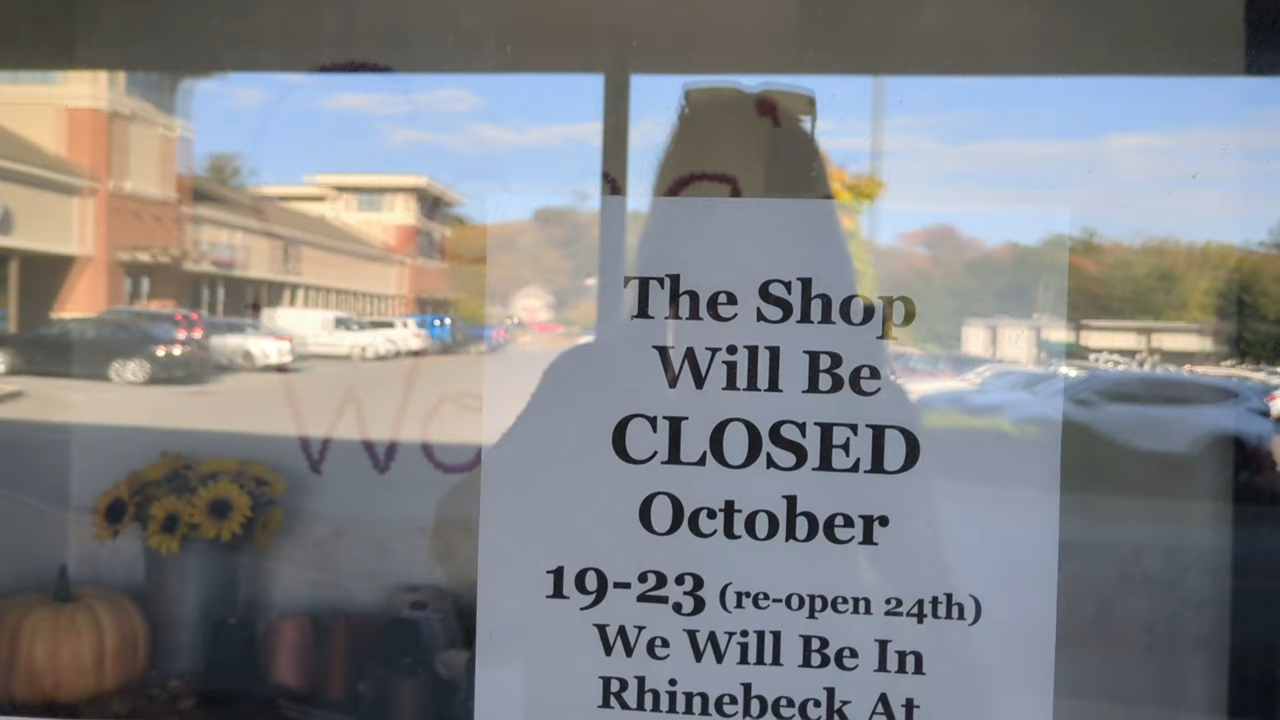 The Shop
Will Be
CLOSED
October
19-23 (re-open 24th)
We Will Be In
Rhinebeck At